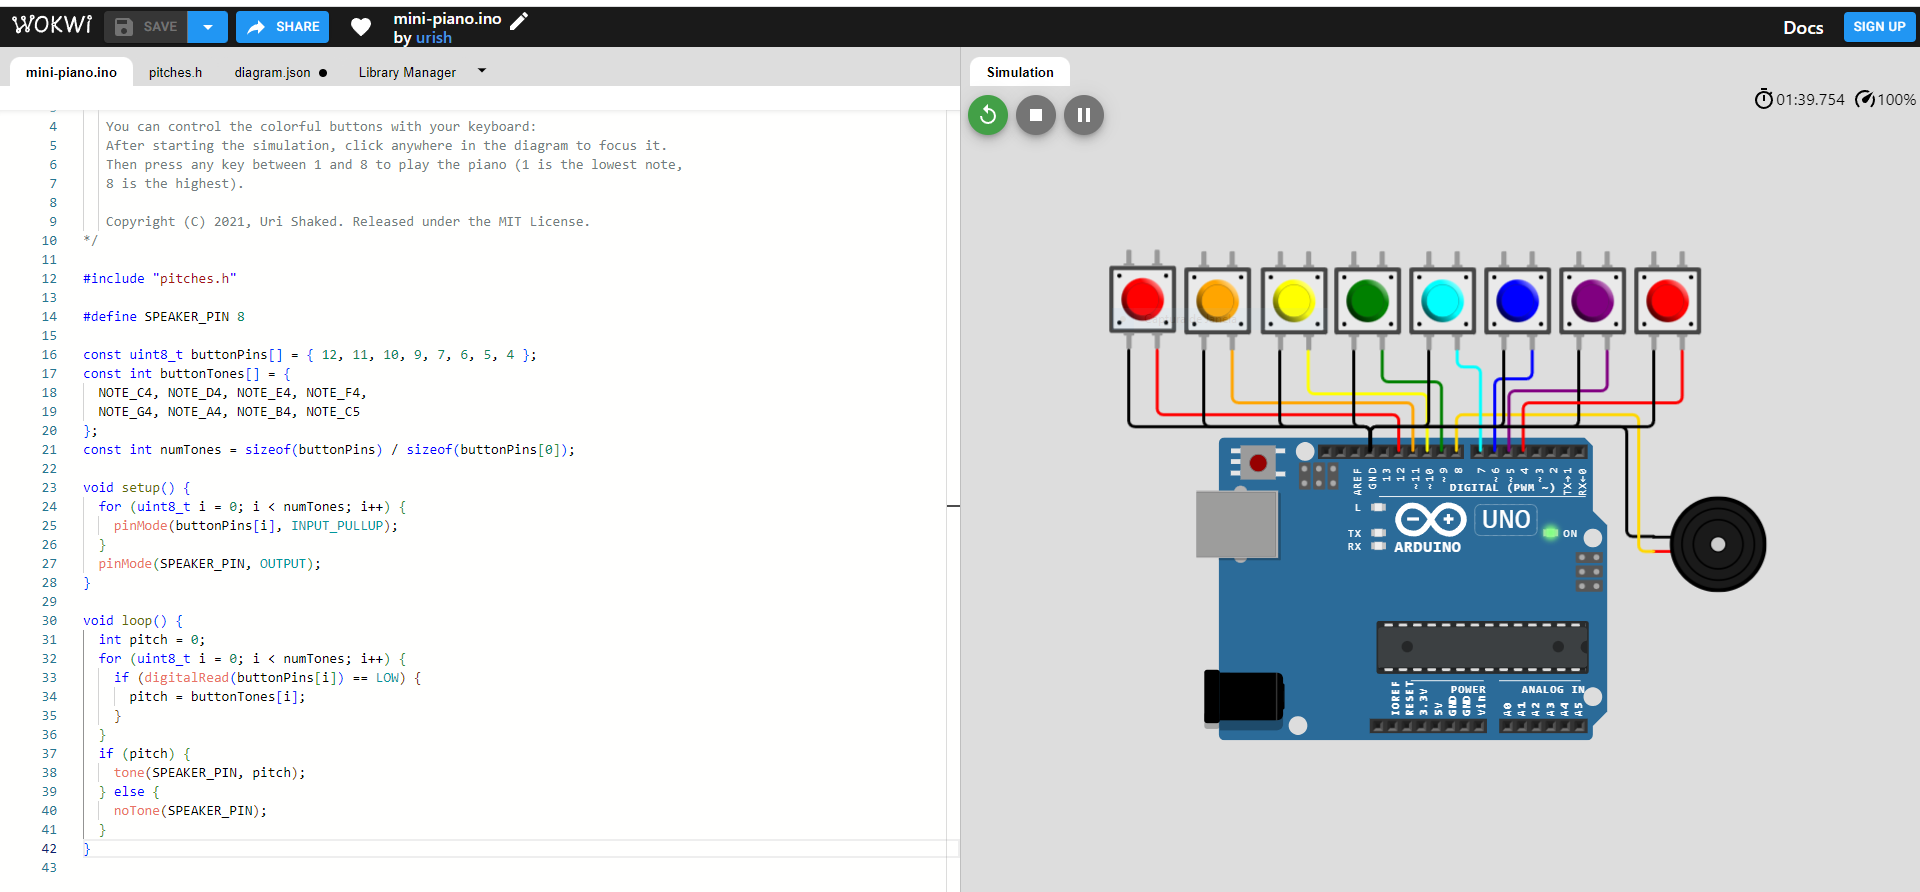 WOKWI
SAVE
SHARE
mini-piano.ino
by urish
Docs
SIGN UP
mini-piano.ino
pitches.h
diagram.json
Library Manager
4 You can control the colorful buttons with your keyboard:
5 After starting the simulation, click anywhere in the diagram to focus it.
6 Then press any key between 1 and 8 to play the piano (1 is the lowest note,
7 8 is the highest).
8
9 Copyright (C) 2021, Uri Shaked. Released under the MIT License.
10 */
11
12 #include "pitches.h"
13
14 #define SPEAKER_PIN 8
15
16 const uint8_t buttonPins[] = { 12, 11, 10, 9, 7, 6, 5, 4 };
17 const int buttonTones[] = {
18 NOTE_C4, NOTE_D4, NOTE_E4, NOTE_F4,
19 NOTE_G4, NOTE_A4, NOTE_B4, NOTE_C5
20 };
21 const int numTones = sizeof(buttonPins) / sizeof(buttonPins[0]);
22
23 void setup() {
24 for (uint8_t i = 0; i < numTones; i++) {
25 pinMode(buttonPins[i], INPUT_PULLUP);
26 }
27 pinMode(SPEAKER_PIN, OUTPUT);
28 }
29
30 void loop() {
31 int pitch = 0;
32 for (uint8_t i = 0; i < numTones; i++) {
33 if (digitalRead(buttonPins[i]) == LOW) {
34 pitch = buttonTones[i];
35 }
36 }
37 if (pitch) {
38 tone(SPEAKER_PIN, pitch);
39 } else {
40 noTone(SPEAKER_PIN);
41 }
42 }
43
Simulation
01:39.754
100%
AREF
GND
13
12
~11
~10
~9
8
7
~6
~5
4
~3
2
TX→1
RX←0
DIGITAL (PWM ~)
L
TX
RX
UNO
ARDUINO
ON
IOREF
RESET
3.3V
5V
GND
GND
Vin
POWER
ANALOG IN
A0
A1
A2
A3
A4
A5